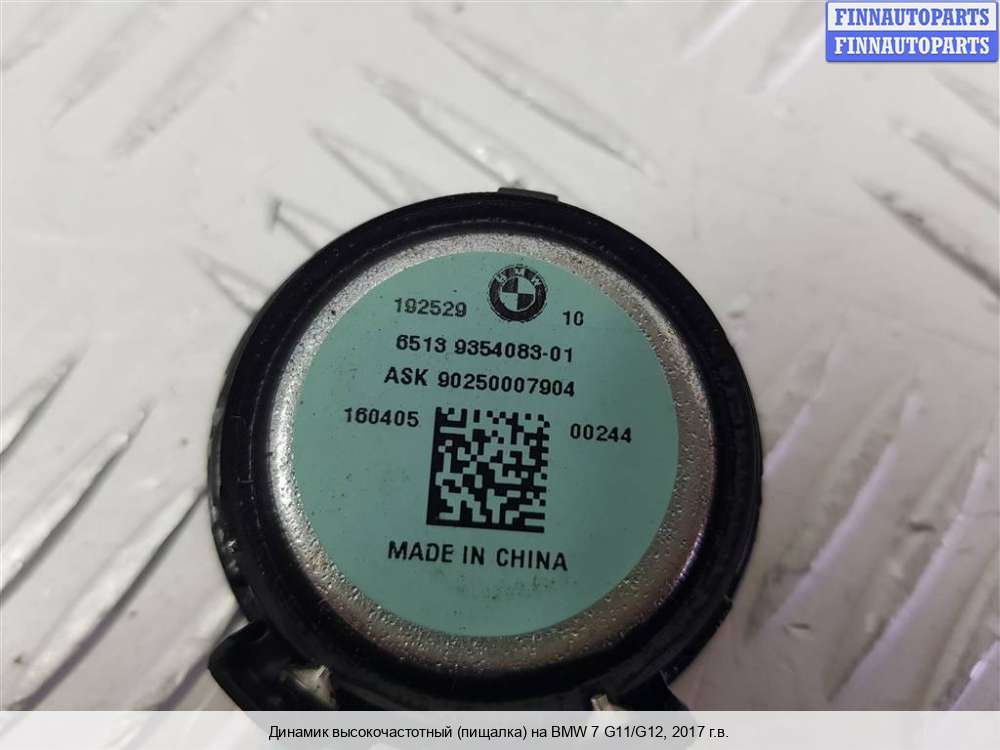 FINNAUTOPARTS
FINNAUTOPARTS
BMW
192529 10
6513 9354083-01
ASK 90250007904
160405 00244
MADE IN CHINA
Динамик высокочастотный (пищалка) на BMW 7 G11/G12, 2017 г.в.